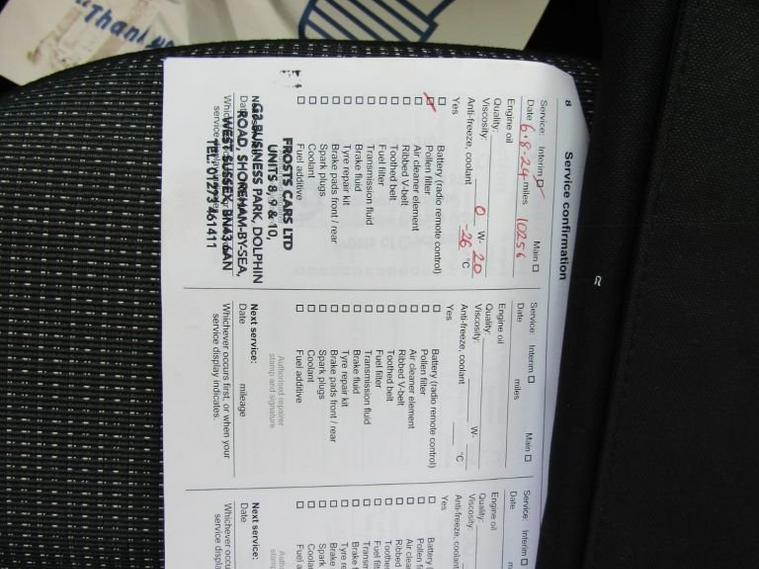 "Thank
8
Service confirmation
Service: Interim Main
Date 6·8·24 miles 10256
Engine oil
Quality:
Viscosity: 0 W- 20
Anti-freeze, coolant -26 °C
Yes
Battery (radio remote control)
Pollen filter
Air cleaner element
Ribbed V-belt
Toothed belt
Fuel filter
Transmission fluid
Brake fluid
Tyre repair kit
Brake pads front / rear
Spark plugs
Coolant
Fuel additive
FROSTS CARS LTD
UNITS 8, 9 & 10,
BUSINESS PARK, DOLPHIN
ROAD, SHOREHAM-BY-SEA,
WEST SUSSEX, BN43 6AN
TEL: 01273 461411
Service: Interim Main
Date miles
Engine oil
Quality:
Viscosity: W-
Anti-freeze, coolant °C
Yes
Battery (radio remote control)
Pollen filter
Air cleaner element
Ribbed V-belt
Toothed belt
Fuel filter
Transmission fluid
Brake fluid
Tyre repair kit
Brake pads front / rear
Spark plugs
Coolant
Fuel additive
Authorised repairer
stamp and signature
Next service:
Date mileage
Whichever occurs first, or when your
service display indicates.
Service: Interim
Date
Engine oil
Quality:
Viscosity:
Anti-freeze, coolant
Yes
Battery
Pollen
Air
Ribbed
Brake
Spark
Next service:
Date
Whichever
service